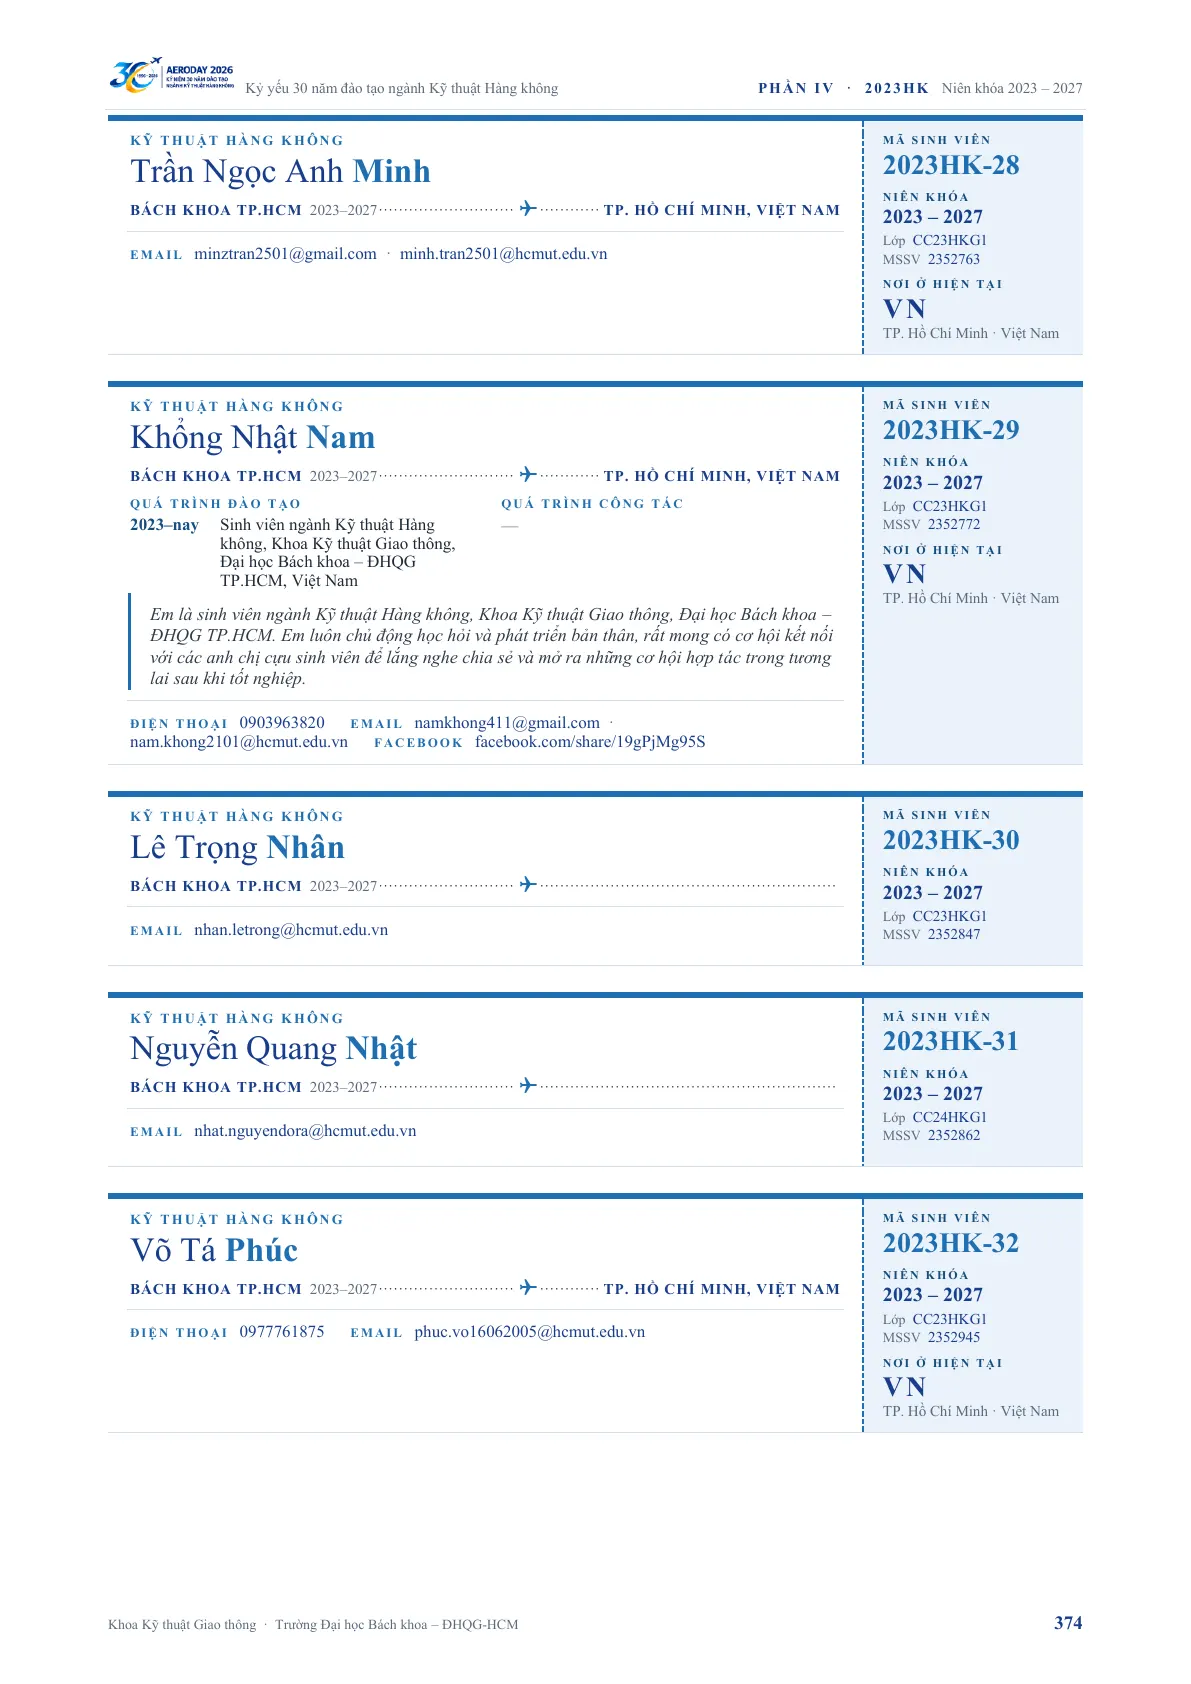 30
1996 - 2026
AERODAY 2026
KỶ NIỆM 30 NĂM ĐÀO TẠO
NGÀNH KỸ THUẬT HÀNG KHÔNG
Kỷ yếu 30 năm đào tạo ngành Kỹ thuật Hàng không
PHẦN IV · 2023HK Niên khóa 2023 – 2027
KỸ THUẬT HÀNG KHÔNG
Trần Ngọc Anh Minh
BÁCH KHOA TP.HCM 2023–2027 TP. HỒ CHÍ MINH, VIỆT NAM
EMAIL minztran2501@gmail.com · minh.tran2501@hcmut.edu.vn
MÃ SINH VIÊN
2023HK-28
NIÊN KHÓA
2023 – 2027
Lớp CC23HKG1
MSSV 2352763
NƠI Ở HIỆN TẠI
VN
TP. Hồ Chí Minh · Việt Nam
KỸ THUẬT HÀNG KHÔNG
Khổng Nhật Nam
BÁCH KHOA TP.HCM 2023–2027 TP. HỒ CHÍ MINH, VIỆT NAM
QUÁ TRÌNH ĐÀO TẠO
2023–nay Sinh viên ngành Kỹ thuật Hàng
không, Khoa Kỹ thuật Giao thông,
Đại học Bách khoa – ĐHQG
TP.HCM, Việt Nam
QUÁ TRÌNH CÔNG TÁC
—
Em là sinh viên ngành Kỹ thuật Hàng không, Khoa Kỹ thuật Giao thông, Đại học Bách khoa –
ĐHQG TP.HCM. Em luôn chủ động học hỏi và phát triển bản thân, rất mong có cơ hội kết nối
với các anh chị cựu sinh viên để lắng nghe chia sẻ và mở ra những cơ hội hợp tác trong tương
lai sau khi tốt nghiệp.
ĐIỆN THOẠI 0903963820 EMAIL namkhong411@gmail.com ·
nam.khong2101@hcmut.edu.vn FACEBOOK facebook.com/share/19gPjMg95S
MÃ SINH VIÊN
2023HK-29
NIÊN KHÓA
2023 – 2027
Lớp CC23HKG1
MSSV 2352772
NƠI Ở HIỆN TẠI
VN
TP. Hồ Chí Minh · Việt Nam
KỸ THUẬT HÀNG KHÔNG
Lê Trọng Nhân
BÁCH KHOA TP.HCM 2023–2027
EMAIL nhan.letrong@hcmut.edu.vn
MÃ SINH VIÊN
2023HK-30
NIÊN KHÓA
2023 – 2027
Lớp CC23HKG1
MSSV 2352847
KỸ THUẬT HÀNG KHÔNG
Nguyễn Quang Nhật
BÁCH KHOA TP.HCM 2023–2027
EMAIL nhat.nguyendora@hcmut.edu.vn
MÃ SINH VIÊN
2023HK-31
NIÊN KHÓA
2023 – 2027
Lớp CC24HKG1
MSSV 2352862
KỸ THUẬT HÀNG KHÔNG
Võ Tá Phúc
BÁCH KHOA TP.HCM 2023–2027 TP. HỒ CHÍ MINH, VIỆT NAM
ĐIỆN THOẠI 0977761875 EMAIL phuc.vo16062005@hcmut.edu.vn
MÃ SINH VIÊN
2023HK-32
NIÊN KHÓA
2023 – 2027
Lớp CC23HKG1
MSSV 2352945
NƠI Ở HIỆN TẠI
VN
TP. Hồ Chí Minh · Việt Nam
Khoa Kỹ thuật Giao thông · Trường Đại học Bách khoa – ĐHQG-HCM
374